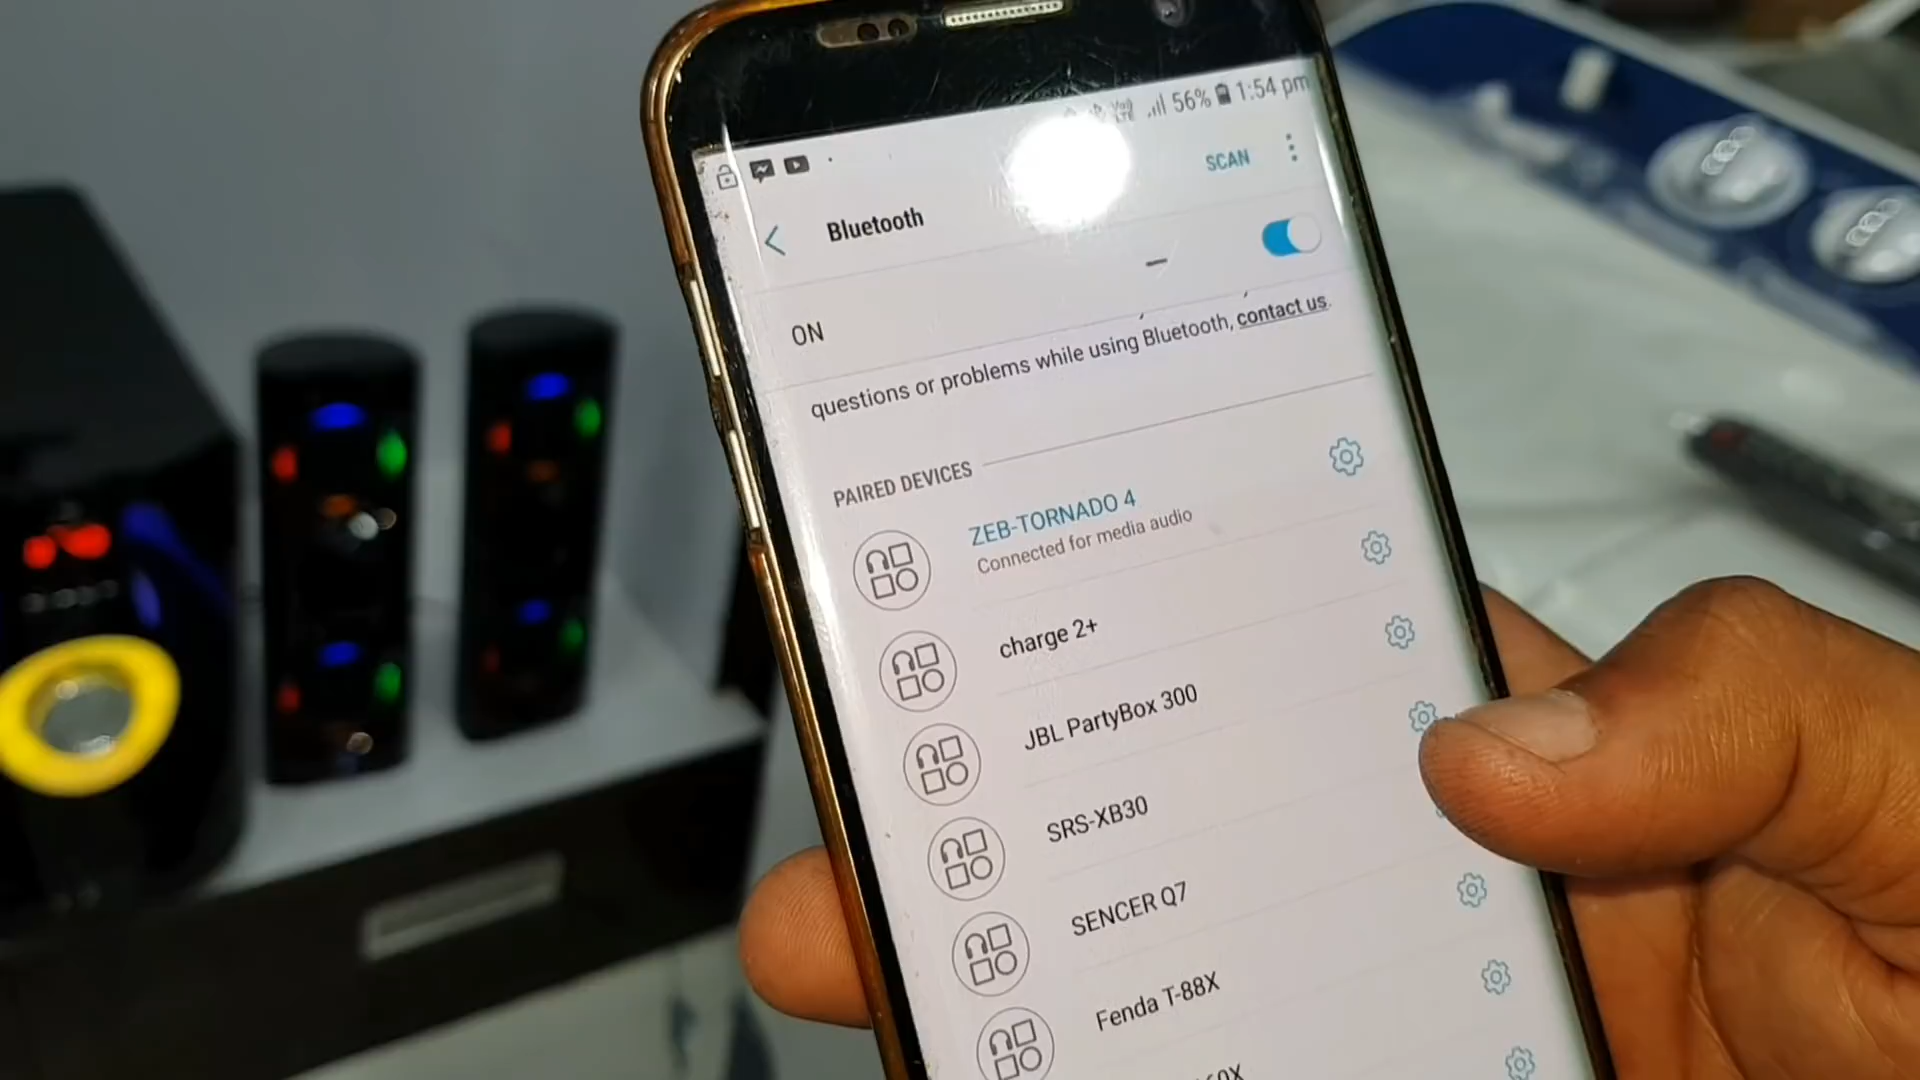 56% 1:54 pm
SCAN
Bluetooth
ON
questions or problems while using Bluetooth, contact us.
PAIRED DEVICES
ZEB-TORNADO 4
Connected for media audio
charge 2+
JBL PartyBox 300
SRS-XB30
SENCER Q7
Fenda T-88X